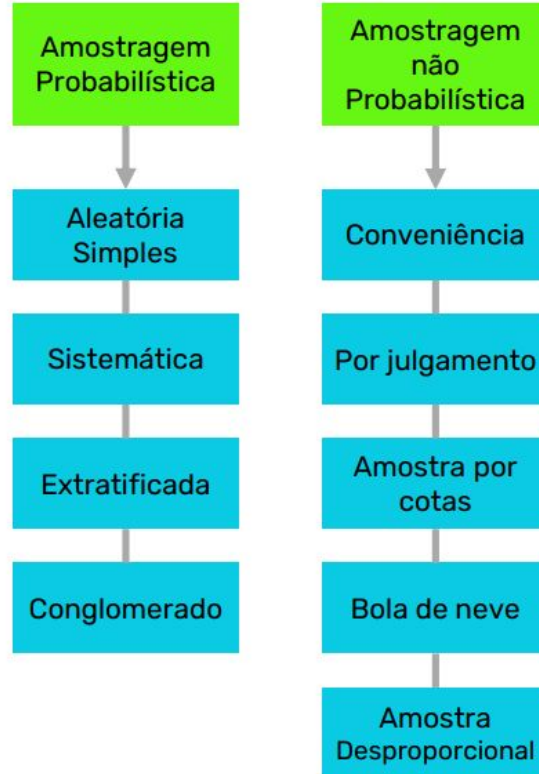 Amostragem
Probabilística
Aleatória
Simples
Sistemática
Extratificada
Conglomerado
Amostragem
não
Probabilística
Conveniência
Por julgamento
Amostra por
cotas
Bola de neve
Amostra
Desproporcional